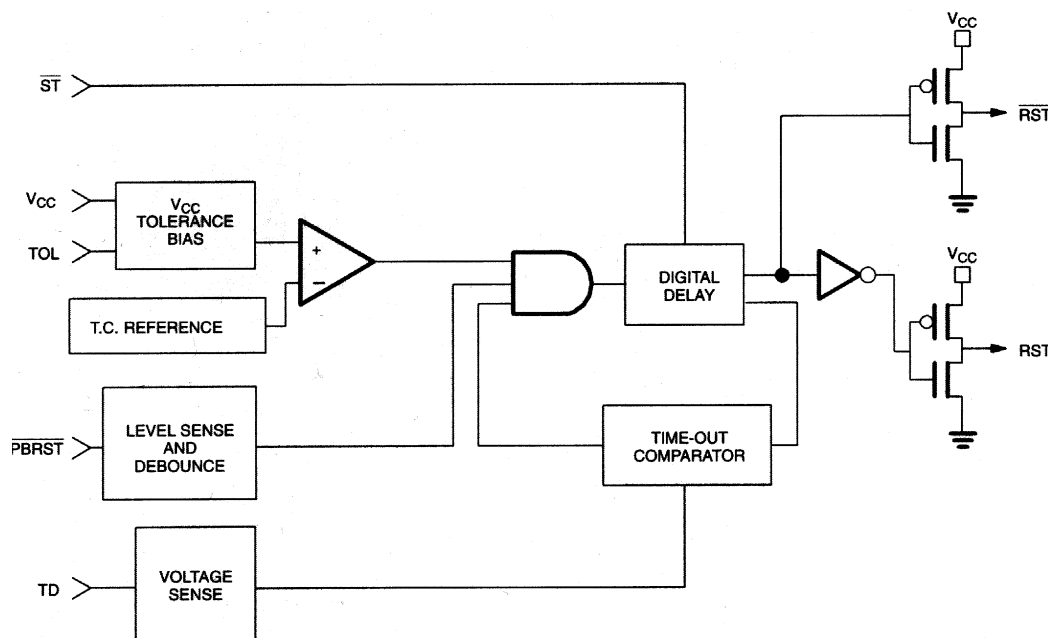 VCC
ST
RST
VCC
VCC
TOLERANCE
BIAS
TOL
+
−
T.C. REFERENCE
DIGITAL
DELAY
VCC
RST
PBRST
LEVEL SENSE
AND
DEBOUNCE
TIME-OUT
COMPARATOR
TD
VOLTAGE
SENSE